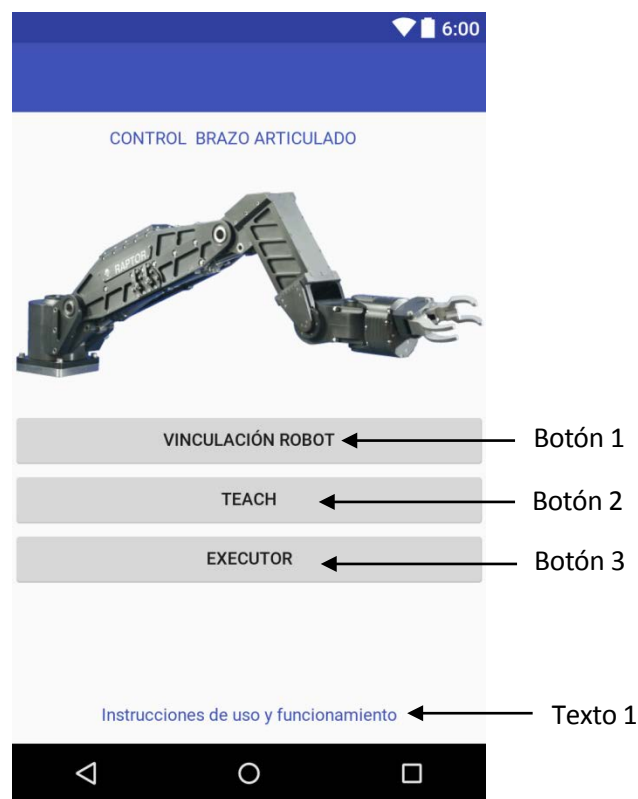 6:00
CONTROL BRAZO ARTICULADO
RAPTOR
VINCULACIÓN ROBOT
Botón 1
TEACH
Botón 2
EXECUTOR
Botón 3
Instrucciones de uso y funcionamiento
Texto 1